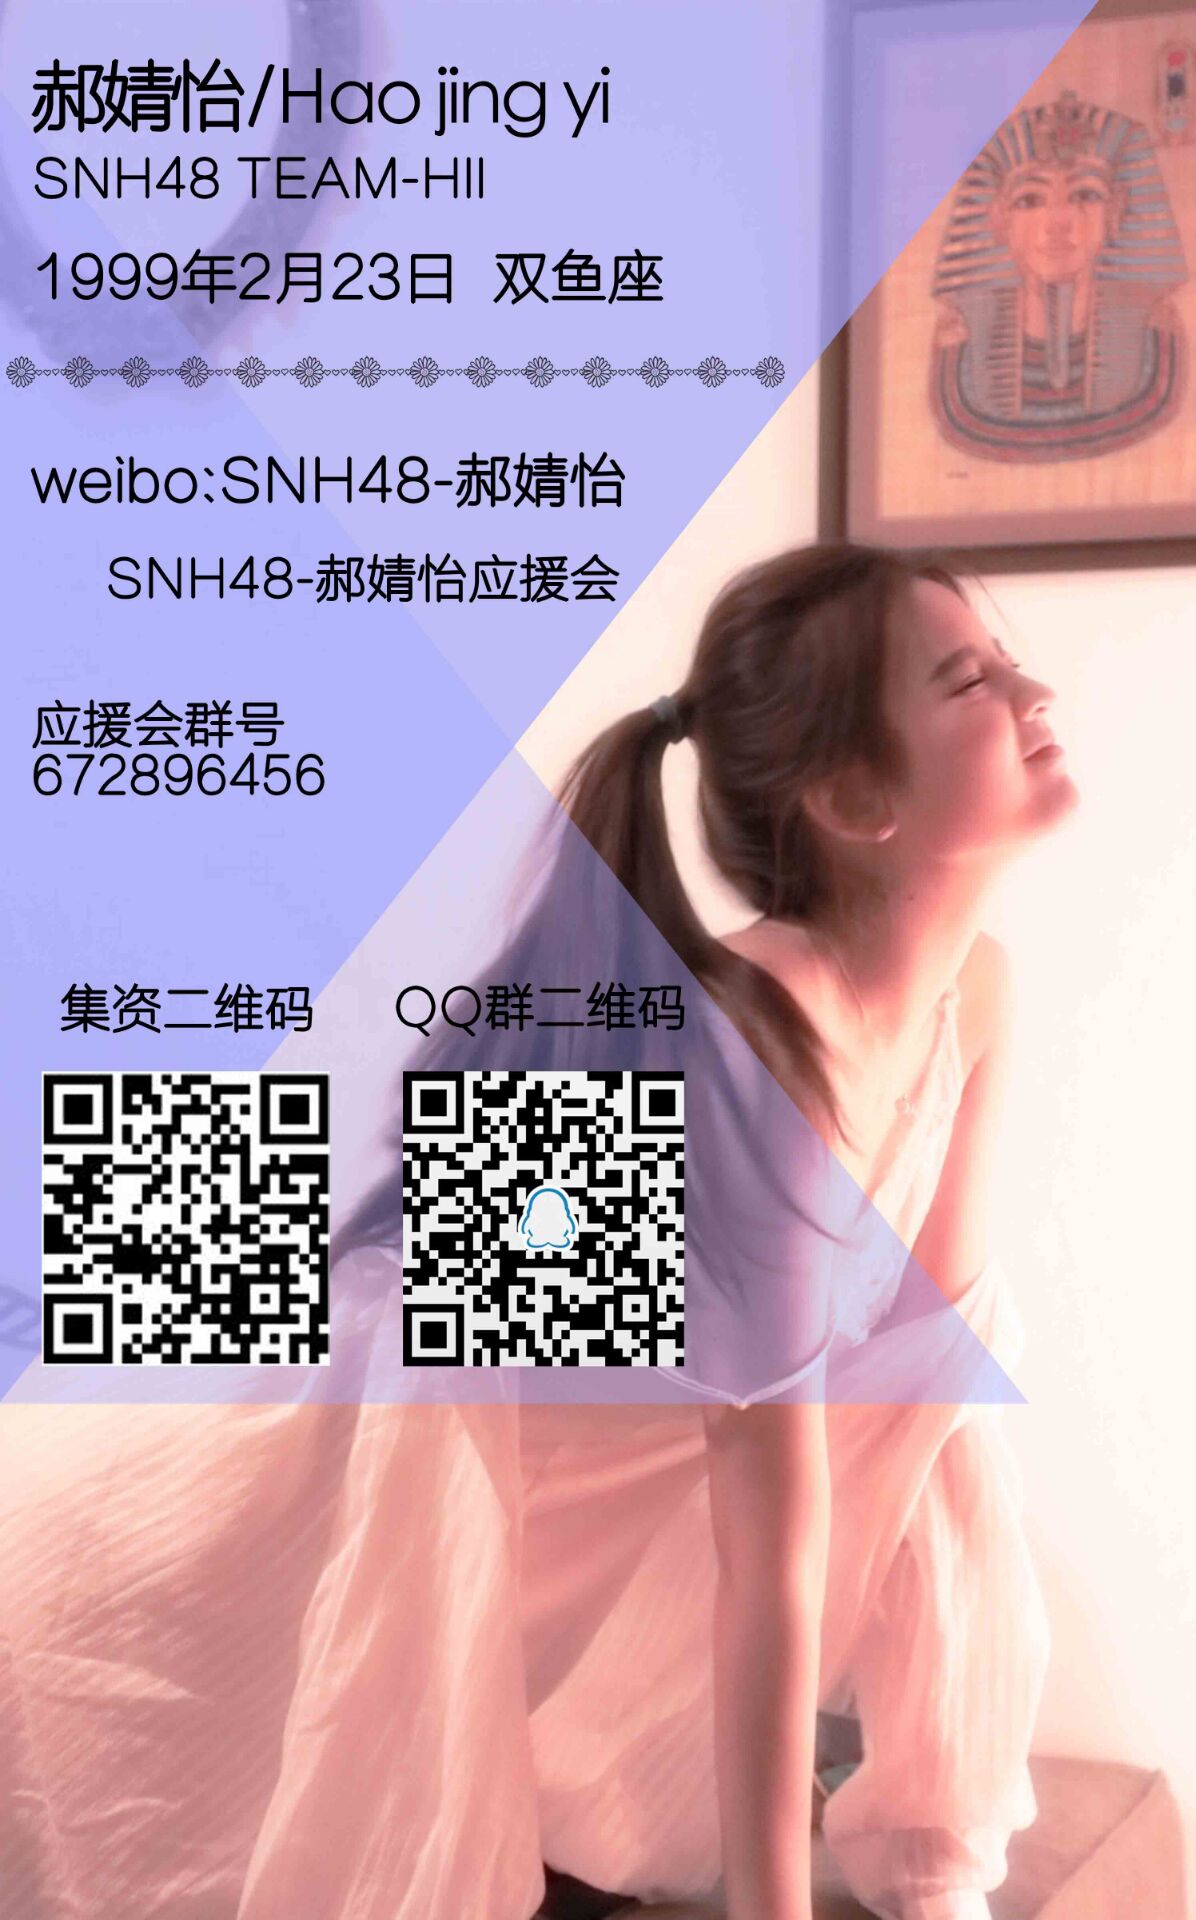 郝婧怡/Hao jing yi
SNH48 TEAM-HII
1999年2月23日 双鱼座
weibo:SNH48-郝婧怡
SNH48-郝婧怡应援会
应援会群号
672896456
集资二维码
QQ群二维码